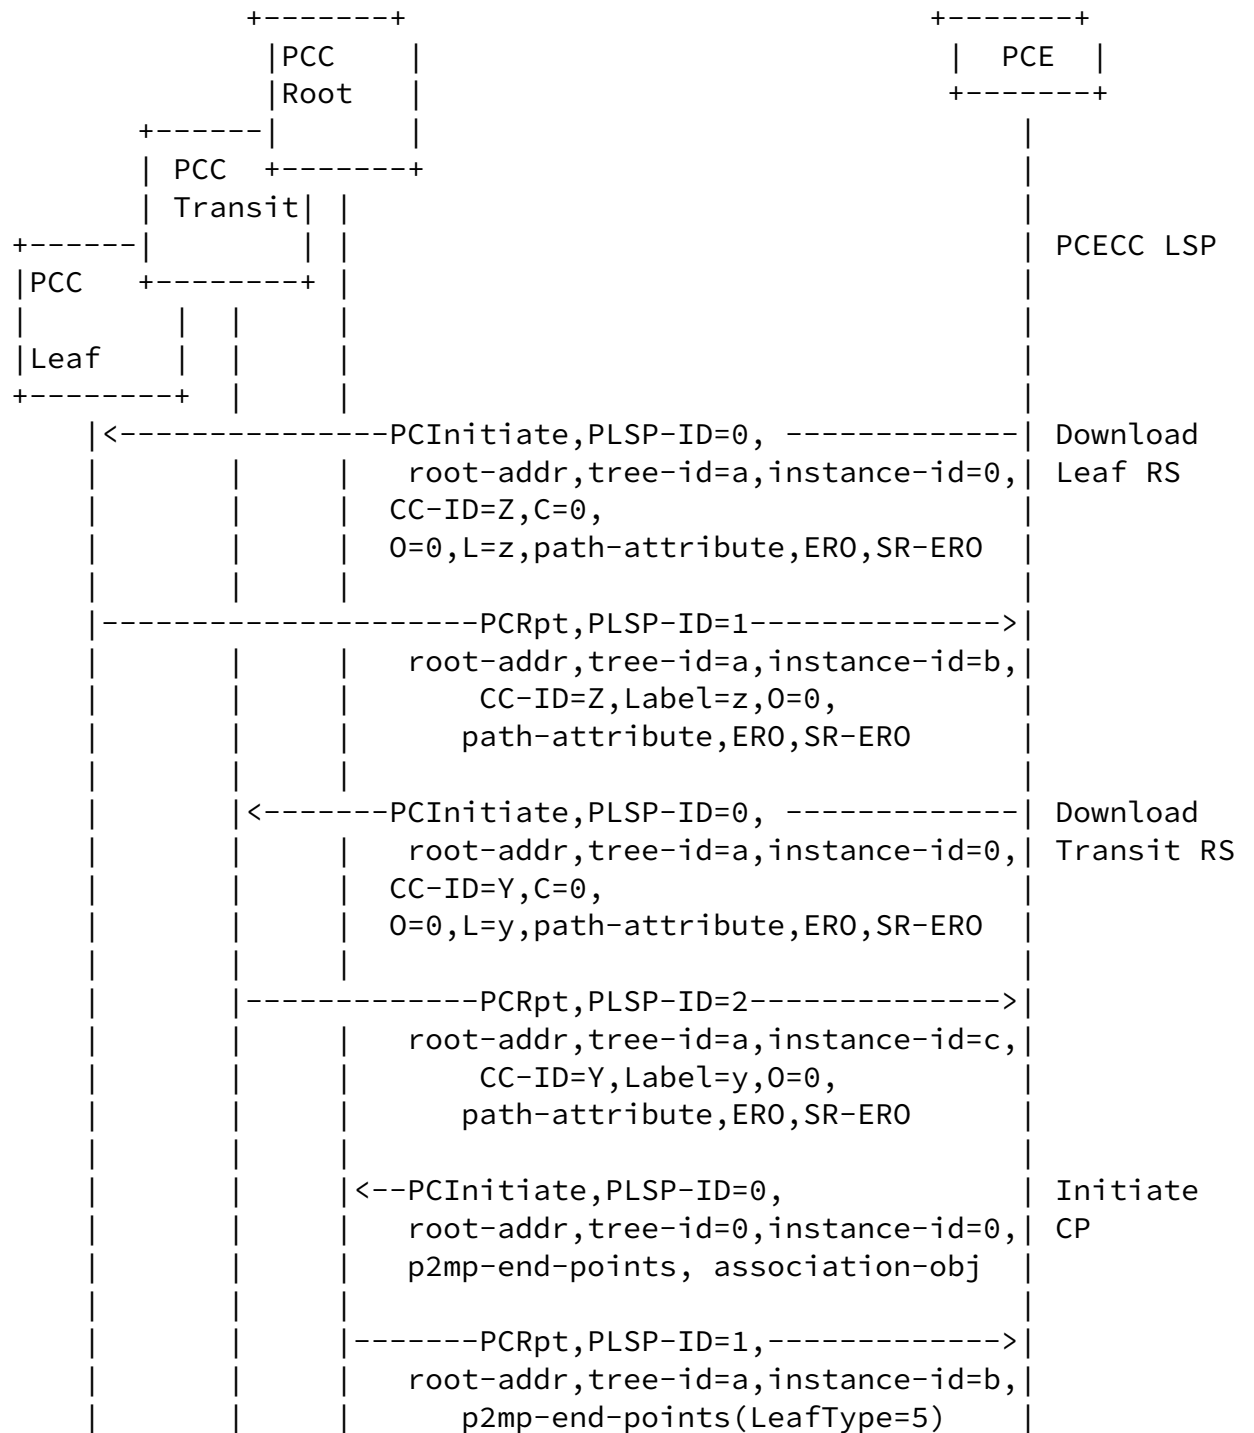 +-------+                             +-------+
               |PCC    |                             |  PCE  |
               |Root   |                             +-------+
        +------|       |                                 |
        | PCC  +-------+                                 |
        | Transit| |                                     |
+------|         | |                                     | PCECC LSP
|PCC   +--------+ |                                      |
|        |  |     |                                      |
|Leaf    |  |     |                                      |
+--------+  |     |                                      |
    |<---------------PCInitiate,PLSP-ID=0, -------------| Download
    |       |     |   root-addr,tree-id=a,instance-id=0,| Leaf RS
    |       |     |  CC-ID=Z,C=0,                       |
    |       |     |  O=0,L=z,path-attribute,ERO,SR-ERO  |
    |       |     |                                     |
    |---------------------PCRpt,PLSP-ID=1-------------->|
    |       |     |   root-addr,tree-id=a,instance-id=b,|
    |       |     |       CC-ID=Z,Label=z,O=0,          |
    |       |     |      path-attribute,ERO,SR-ERO      |
    |       |     |                                     |
    |       |<-------PCInitiate,PLSP-ID=0, -------------| Download
    |       |     |   root-addr,tree-id=a,instance-id=0,| Transit RS
    |       |     |  CC-ID=Y,C=0,                       |
    |       |     |  O=0,L=y,path-attribute,ERO,SR-ERO  |
    |       |     |                                     |
    |       |-------------PCRpt,PLSP-ID=2-------------->|
    |       |     |   root-addr,tree-id=a,instance-id=c,|
    |       |     |       CC-ID=Y,Label=y,O=0,          |
    |       |     |      path-attribute,ERO,SR-ERO      |
    |       |     |                                     |
    |       |     |<--PCInitiate,PLSP-ID=0,             | Initiate
    |       |     |   root-addr,tree-id=0,instance-id=0,| CP
    |       |     |   p2mp-end-points, association-obj  |
    |       |     |                                     |
    |       |     |-------PCRpt,PLSP-ID=1,------------->|
    |       |     |   root-addr,tree-id=a,instance-id=b,|
    |       |     |      p2mp-end-points(LeafType=5)    |